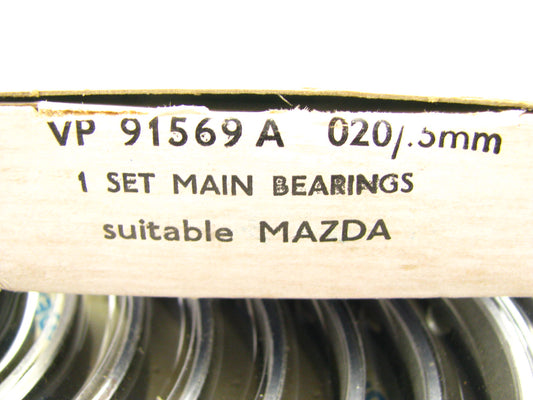 VP 91569 A 020/.5mm
1 SET MAIN BEARINGS
suitable MAZDA